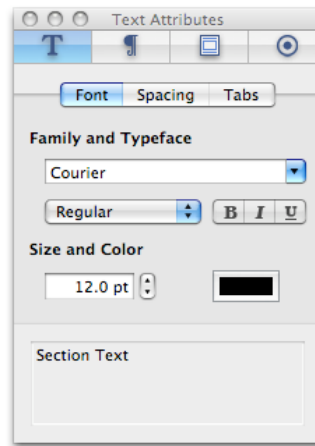 Text Attributes
T ¶
Font Spacing Tabs
Family and Typeface
Courier
Regular B I U
Size and Color
12.0 pt
Section Text